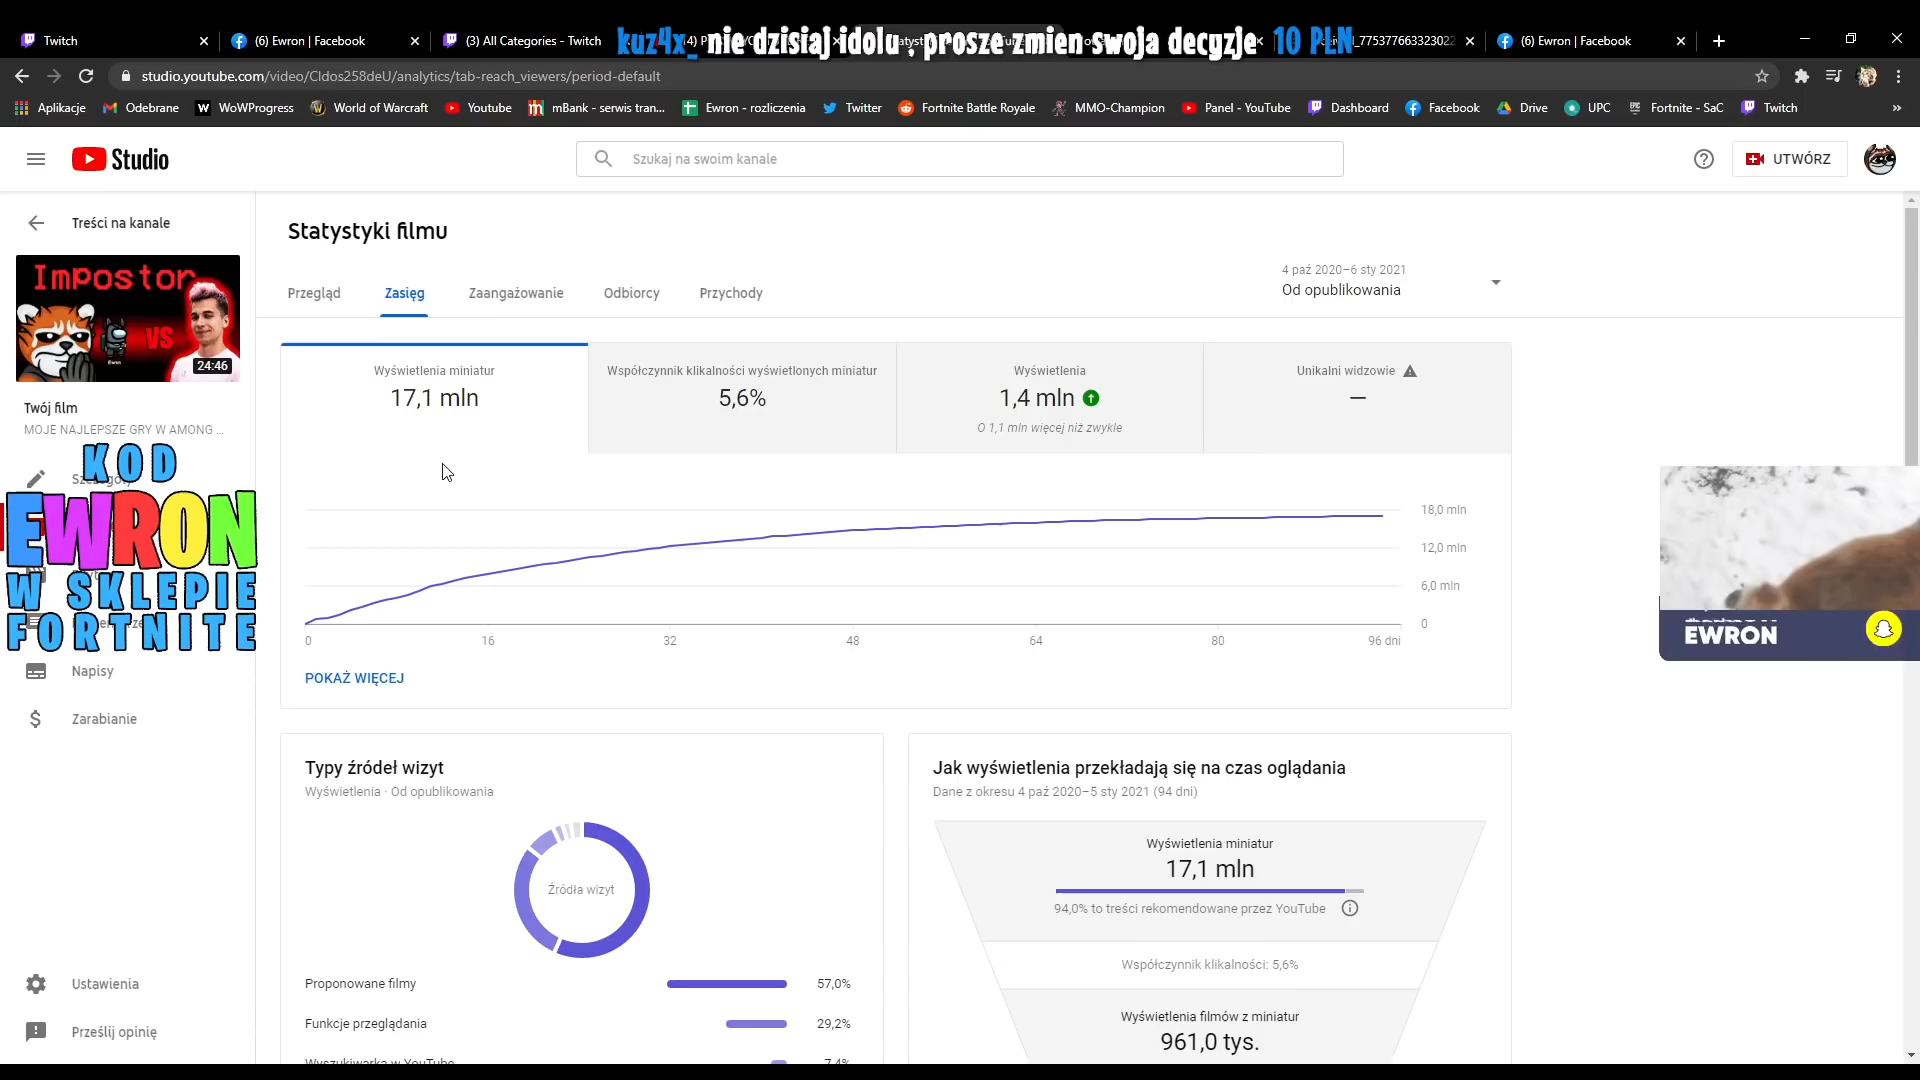 Twitch
(6) Ewron | Facebook
(3) All Categories - Twitch
kuz4x_ nie dzisiaj idolu , prosze zmien swoja decyzje 10 PLN
(6) Ewron | Facebook
studio.youtube.com/video/CIdos258deU/analytics/tab-reach_viewers/period-default
Aplikacje
Odebrane
WoWProgress
World of Warcraft
Youtube
mBank - serwis tran...
Ewron - rozliczenia
Twitter
Fortnite Battle Royale
MMO-Champion
Panel - YouTube
Dashboard
Facebook
Drive
UPC
Fortnite - SaC
Twitch
Studio
Szukaj na swoim kanale
UTWÓRZ
Treści na kanale
Impostor
VS
24:46
Twój film
MOJE NAJLEPSZE GRY W AMONG ...
KOD
EWRON
W SKLEPIE
FORTNITE
Napisy
Zarabianie
Ustawienia
Prześlij opinię
Statystyki filmu
Przegląd
Zasięg
Zaangażowanie
Odbiorcy
Przychody
4 paź 2020–6 sty 2021
Od opublikowania
Wyświetlenia miniatur
17,1 mln
Współczynnik klikalności wyświetlonych miniatur
5,6%
Wyświetlenia
1,4 mln
O 1,1 mln więcej niż zwykle
Unikalni widzowie
—
18,0 mln
12,0 mln
6,0 mln
0
0 16 32 48 64 80 96 dni
POKAŻ WIĘCEJ
Typy źródeł wizyt
Wyświetlenia · Od opublikowania
Źródła wizyt
Proponowane filmy 57,0%
Funkcje przeglądania 29,2%
Wyszukiwarka w YouTube 7,4%
Jak wyświetlenia przekładają się na czas oglądania
Dane z okresu 4 paź 2020–5 sty 2021 (94 dni)
Wyświetlenia miniatur
17,1 mln
94,0% to treści rekomendowane przez YouTube
Współczynnik klikalności: 5,6%
Wyświetlenia filmów z miniatur
961,0 tys.
EWRON